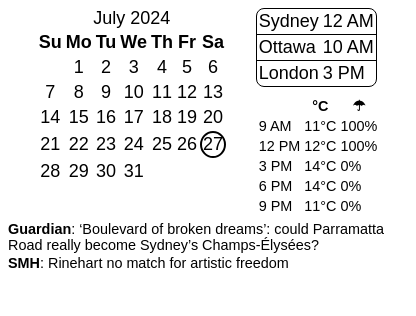 July 2024
Su Mo Tu We Th Fr Sa
1 2 3 4 5 6
7 8 9 10 11 12 13
14 15 16 17 18 19 20
21 22 23 24 25 26 27
28 29 30 31
Sydney 12 AM
Ottawa 10 AM
London 3 PM
°C ☂
9 AM 11°C 100%
12 PM 12°C 100%
3 PM 14°C 0%
6 PM 14°C 0%
9 PM 11°C 0%
Guardian: ‘Boulevard of broken dreams’: could Parramatta
Road really become Sydney’s Champs-Élysées?
SMH: Rinehart no match for artistic freedom